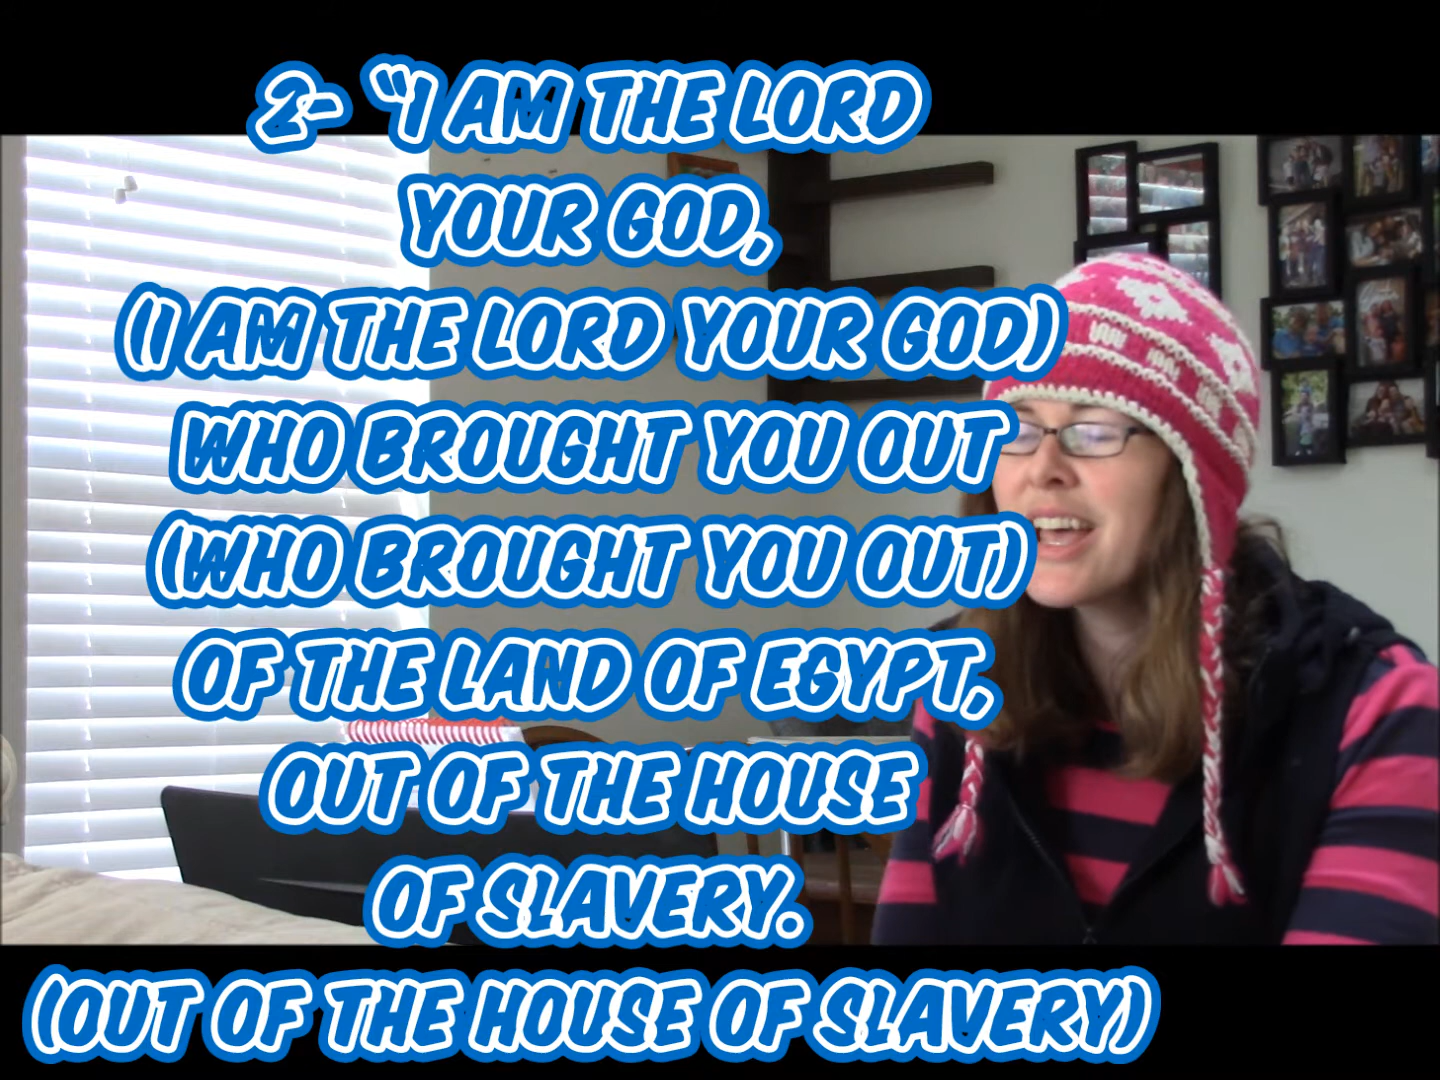 2- “I AM THE LORD
YOUR GOD,
(I AM THE LORD YOUR GOD)
WHO BROUGHT YOU OUT
(WHO BROUGHT YOU OUT)
OF THE LAND OF EGYPT,
OUT OF THE HOUSE
OF SLAVERY.
(OUT OF THE HOUSE OF SLAVERY)